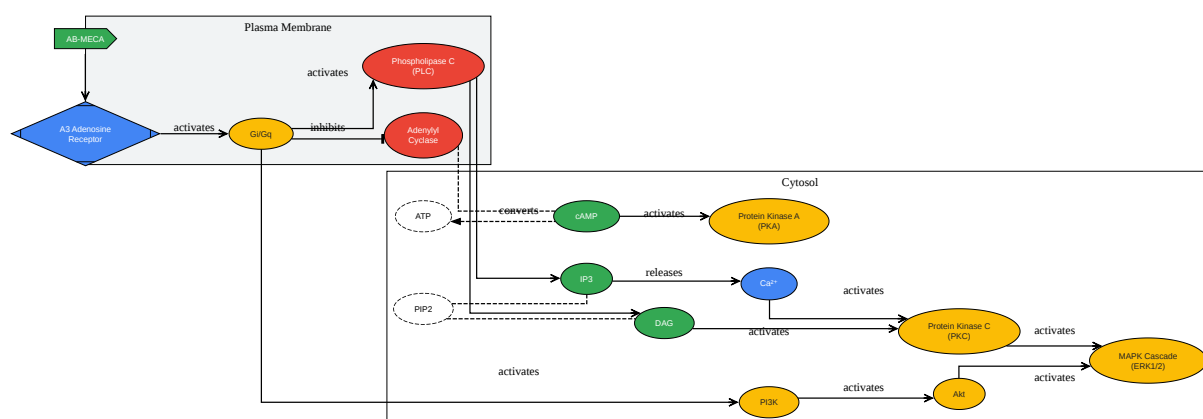 Plasma Membrane
AB-MECA
Phospholipase C
(PLC)
activates
A3 Adenosine
Receptor
activates
Gi/Gq
inhibits
Adenylyl
Cyclase
Cytosol
ATP
converts
cAMP
activates
Protein Kinase A
(PKA)
IP3
releases
Ca²⁺
activates
PIP2
DAG
activates
Protein Kinase C
(PKC)
activates
MAPK Cascade
(ERK1/2)
activates
activates
activates
PI3K
Akt